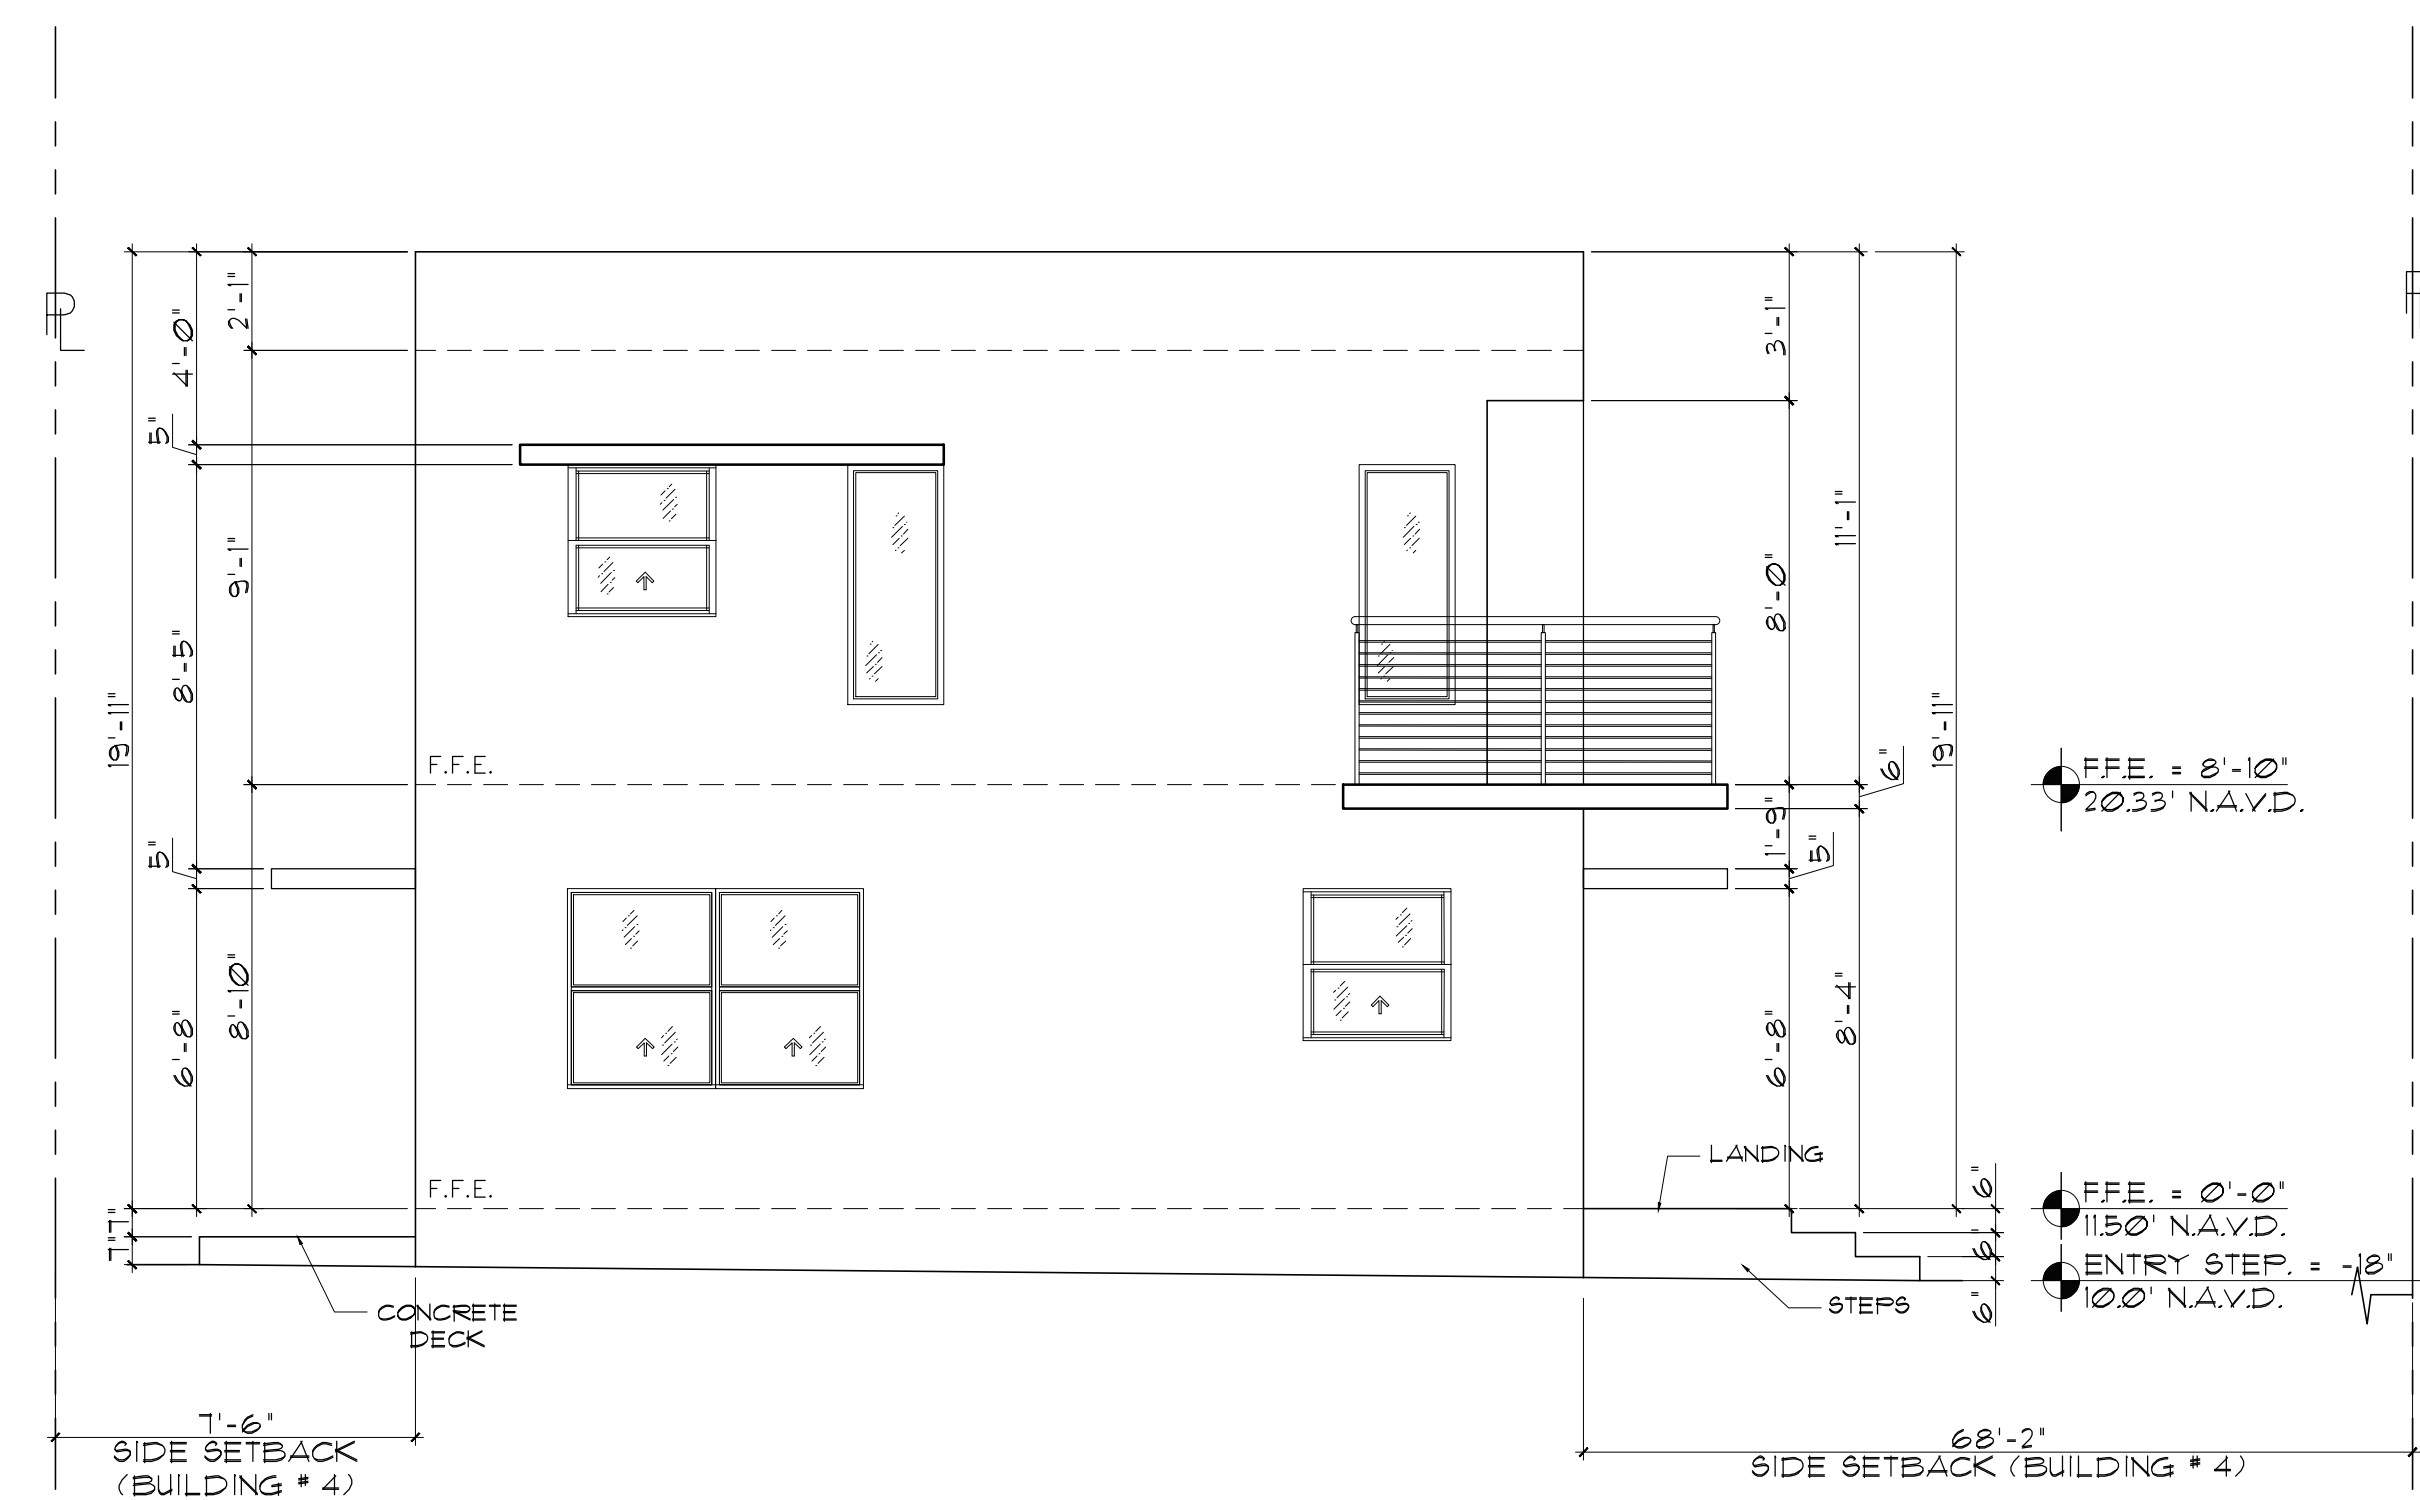 PL
2'-1"
4'-0"
5"
3'-1"
9'-1"
11'-1"
8'-0"
8'-5"
19'-11"
19'-11"
6"
F.F.E.
F.F.E. = 8'-10"
20.33' N.A.V.D.
1'-9"
5"
5"
8'-10"
6'-8"
6'-8"
8'-4"
LANDING
F.F.E.
6"
F.F.E. = 0'-0"
11.50' N.A.V.D.
7"
7"
6"
ENTRY STEP. = -18"
10.0' N.A.V.D.
6"
CONCRETE
DECK
STEPS
7'-6"
SIDE SETBACK
(BUILDING # 4)
68'-2"
SIDE SETBACK (BUILDING # 4)